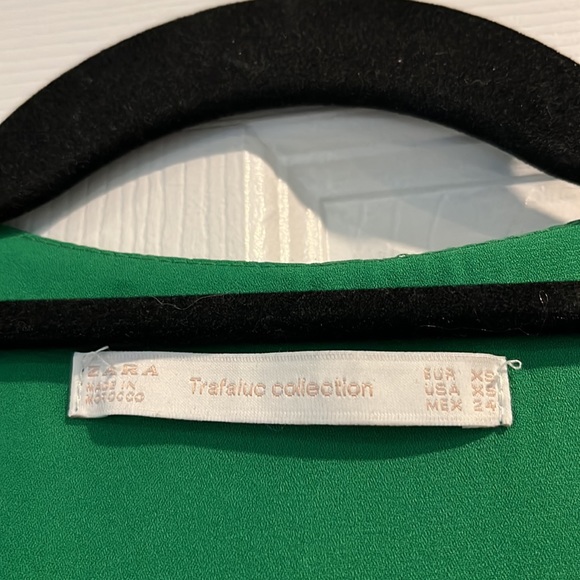 ZARA
MADE IN
MOROCCO
Trafaluc collection
EUR XS
USA XS
MEX 24